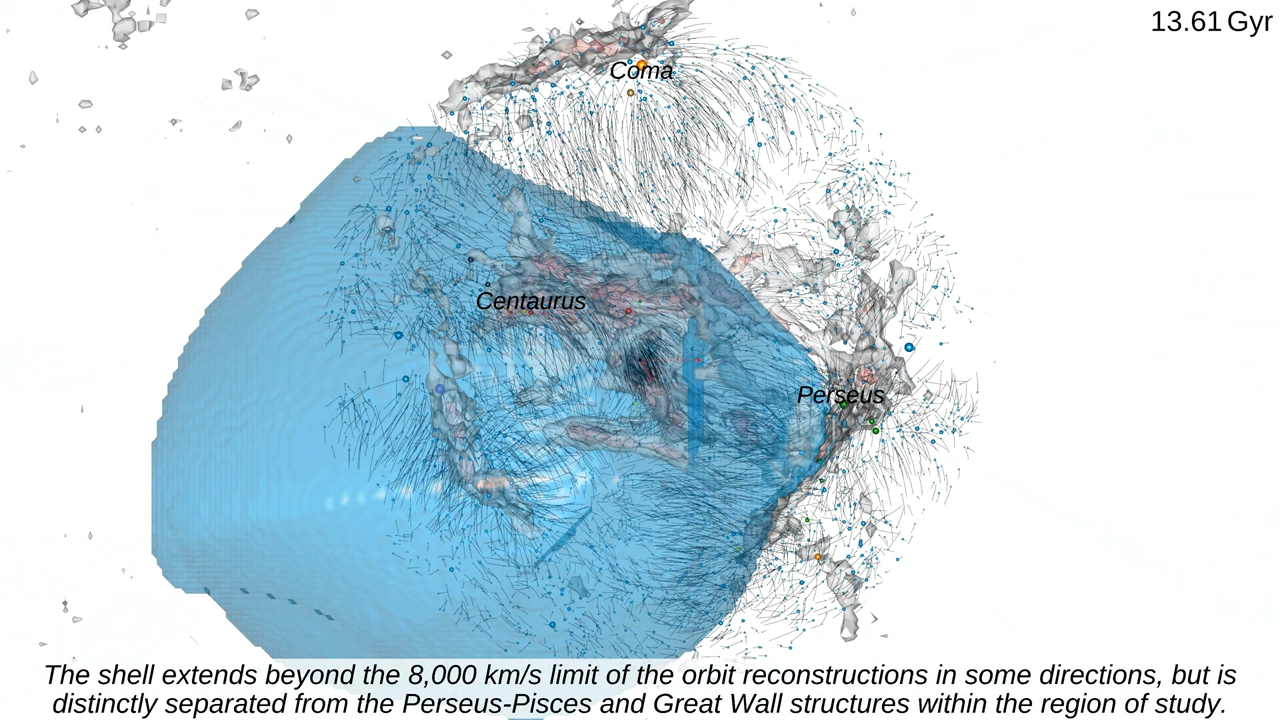 13.61 Gyr
Coma
Centaurus
Perseus
The shell extends beyond the 8,000 km/s limit of the orbit reconstructions in some directions, but is
distinctly separated from the Perseus-Pisces and Great Wall structures within the region of study.